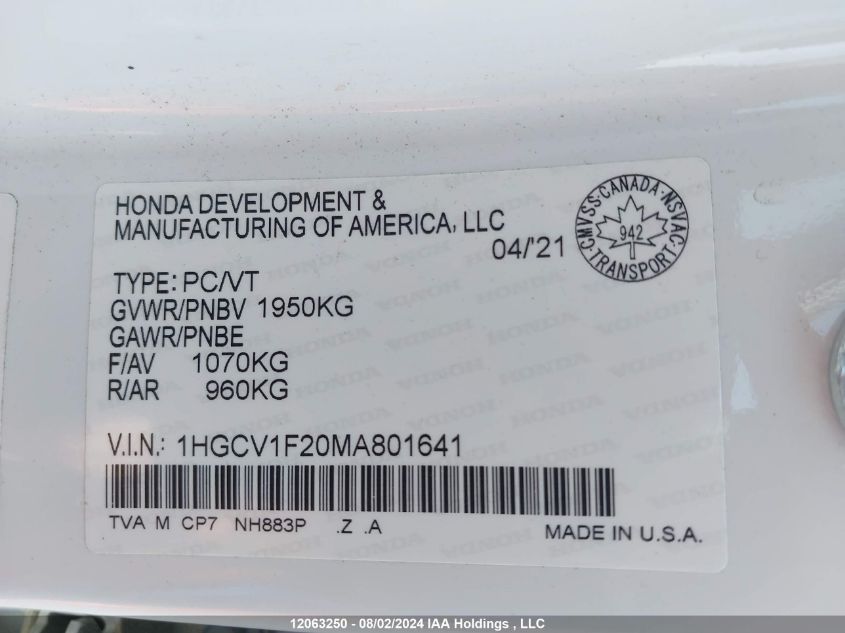 HONDA DEVELOPMENT &
MANUFACTURING OF AMERICA, LLC
04/'21
CMVSS · CANADA · NSVAC · TRANSPORT ·
942
TYPE: PC/VT
GVWR/PNBV 1950KG
GAWR/PNBE
F/AV 1070KG
R/AR 960KG
V.I.N.: 1HGCV1F20MA801641
TVA M CP7 NH883P .Z .A
MADE IN U.S.A.
12063250 - 08/02/2024 IAA Holdings , LLC